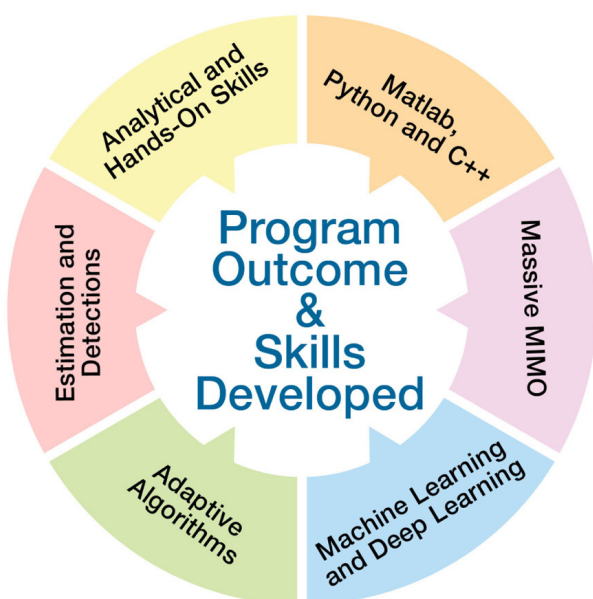 Analytical and
Hands-On Skills
Matlab,
Python and C++
Massive MIMO
Machine Learning
and Deep Learning
Adaptive
Algorithms
Estimation and
Detections
Program
Outcome
&
Skills
Developed